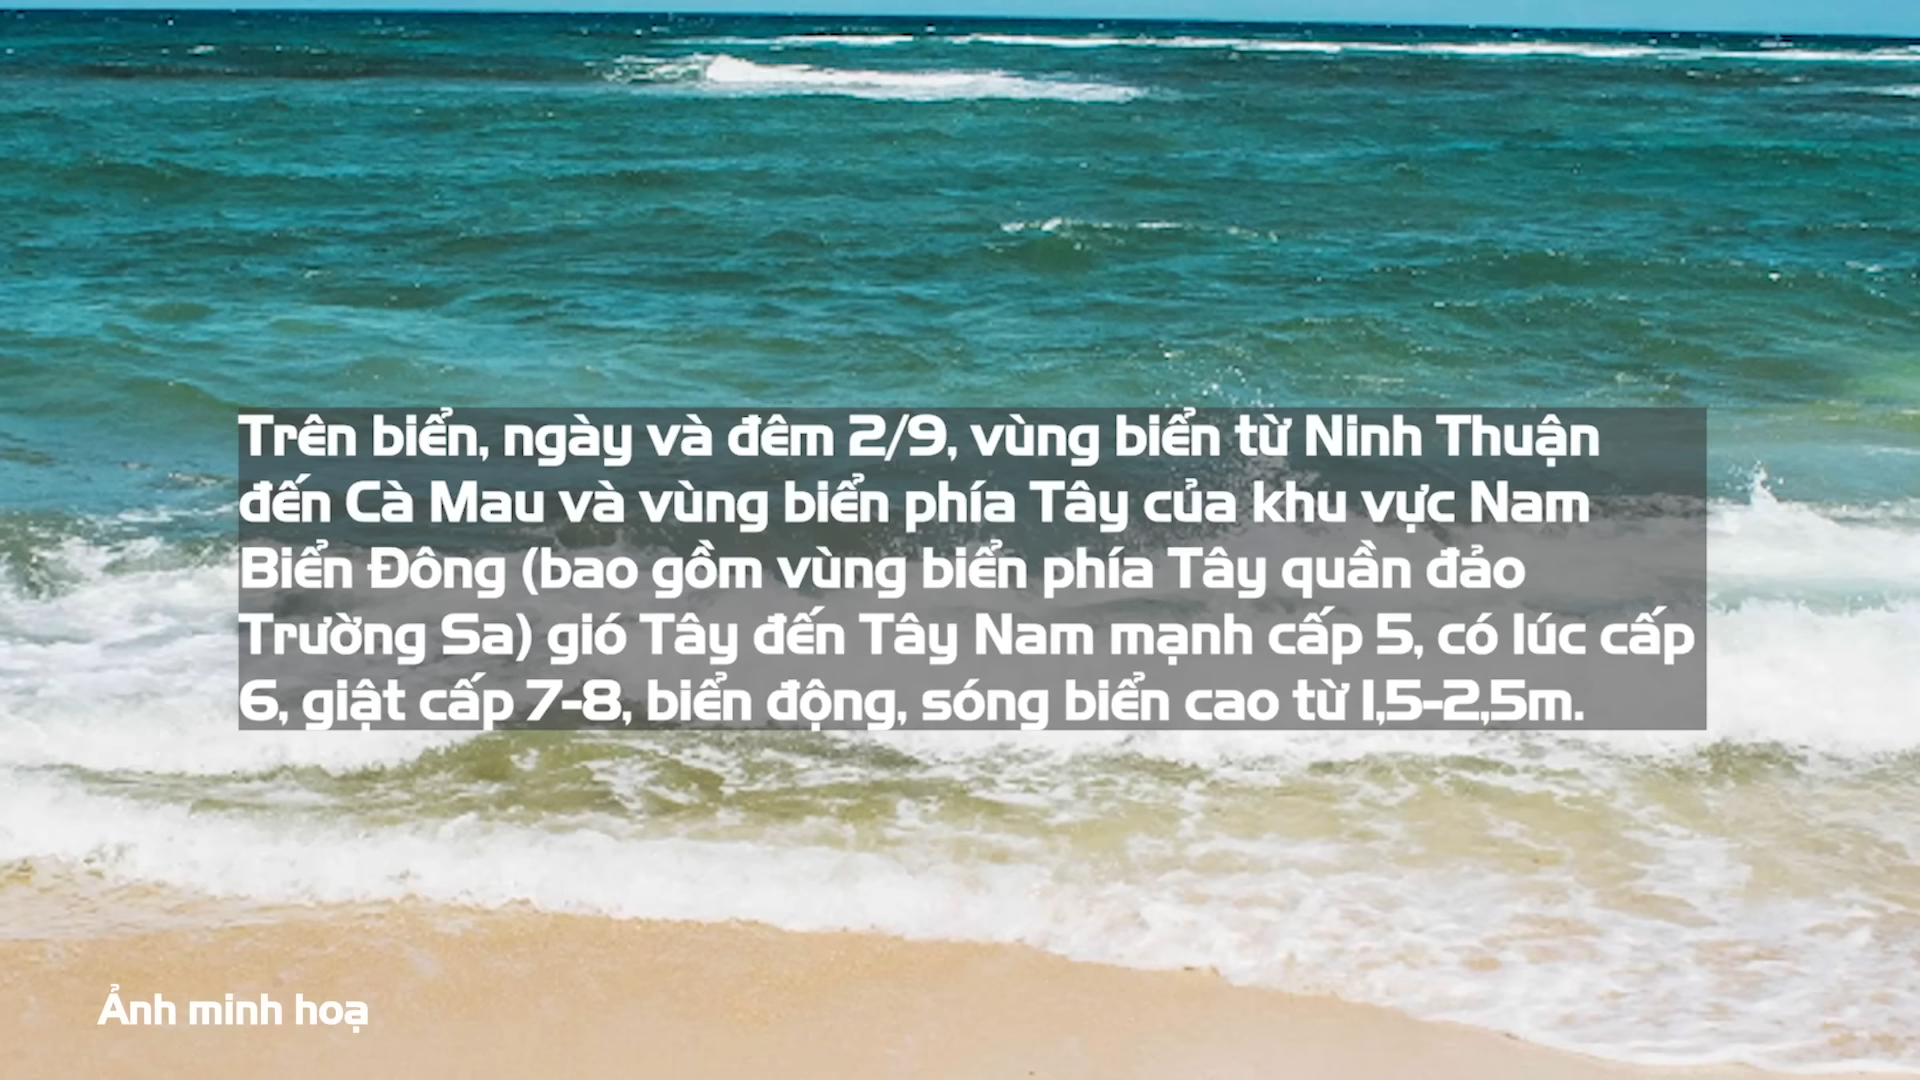 Trên biển, ngày và đêm 2/9, vùng biển từ Ninh Thuận
đến Cà Mau và vùng biển phía Tây của khu vực Nam
Biển Đông (bao gồm vùng biển phía Tây quần đảo
Trường Sa) gió Tây đến Tây Nam mạnh cấp 5, có lúc cấp
6, giật cấp 7-8, biển động, sóng biển cao từ 1,5-2,5m.
Ảnh minh hoạ